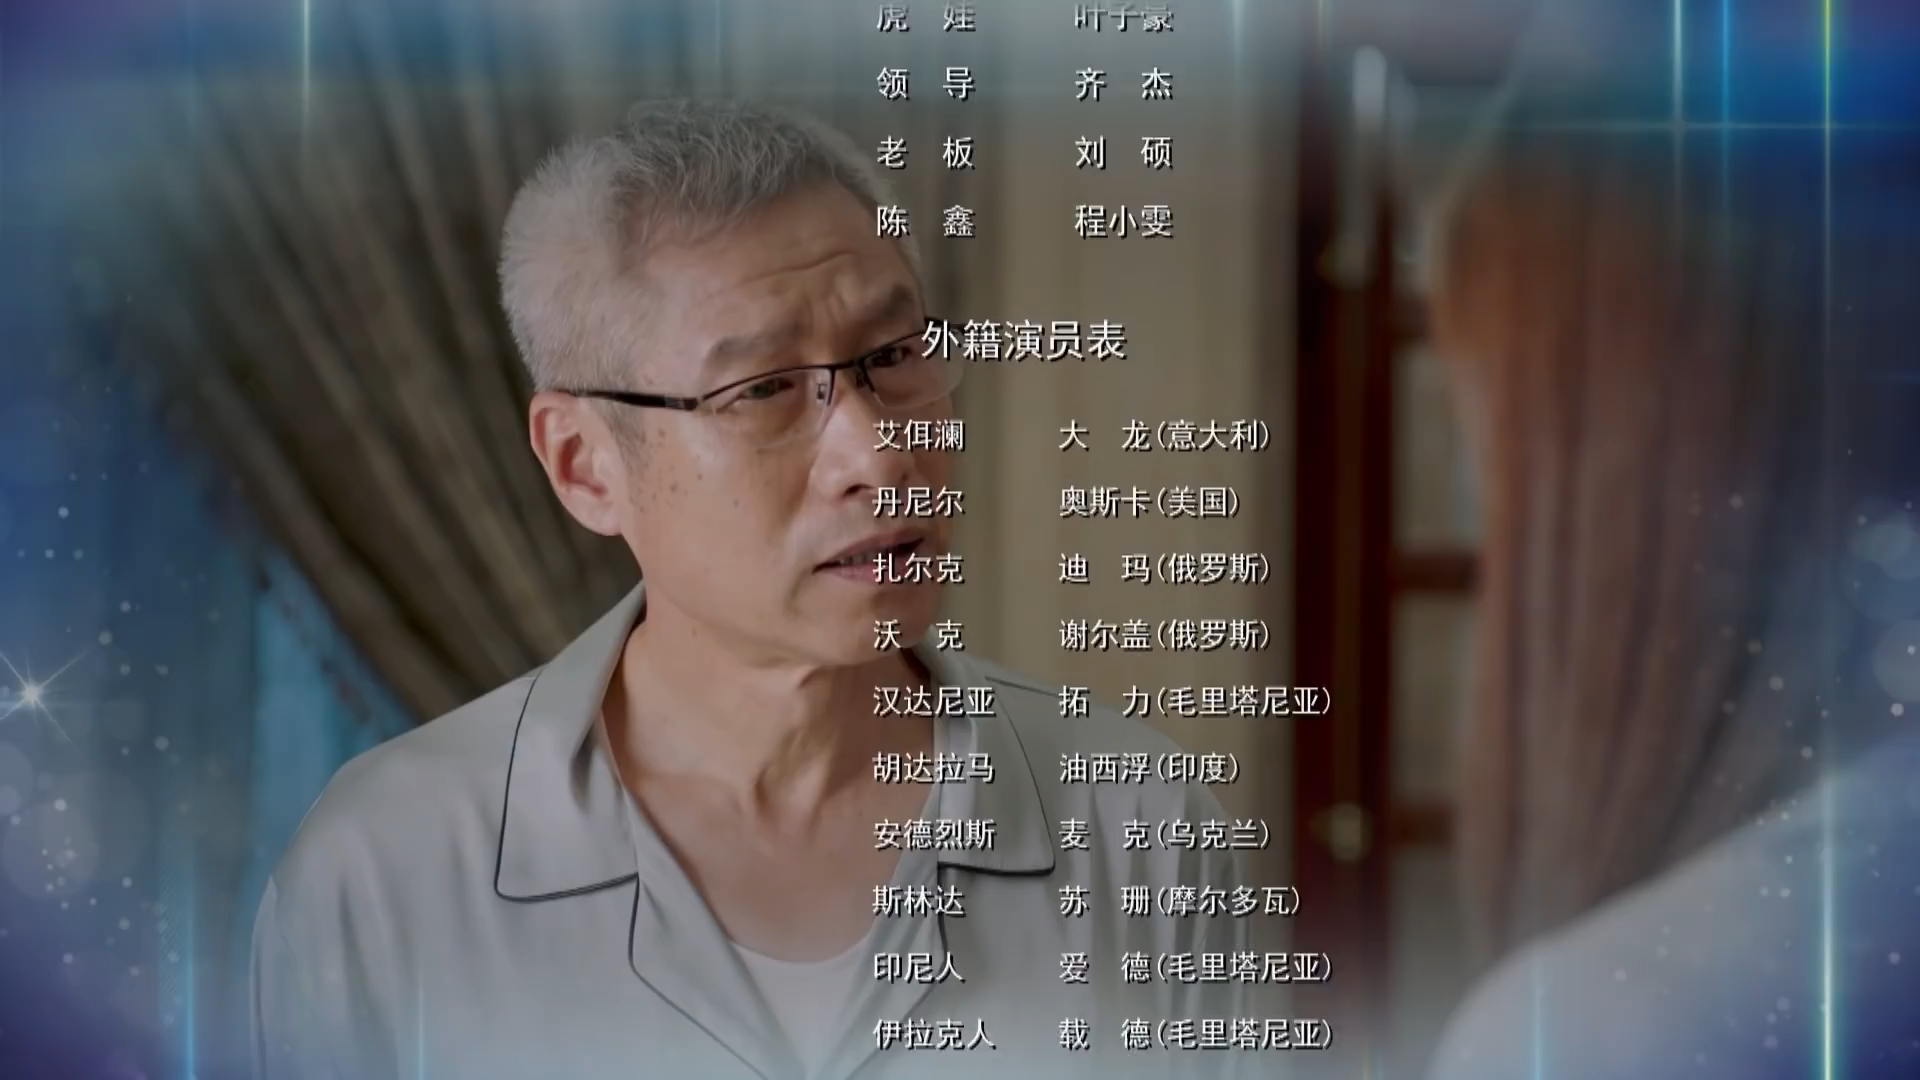 虎 娃 叶子豪
领 导 齐 杰
老 板 刘 硕
陈 鑫 程小雯
外籍演员表
艾佴澜 大 龙(意大利)
丹尼尔 奥斯卡(美国)
扎尔克 迪 玛(俄罗斯)
沃 克 谢尔盖(俄罗斯)
汉达尼亚 拓 力(毛里塔尼亚)
胡达拉马 油西浮(印度)
安德烈斯 麦 克(乌克兰)
斯林达 苏 珊(摩尔多瓦)
印尼人 爱 德(毛里塔尼亚)
伊拉克人 载 德(毛里塔尼亚)